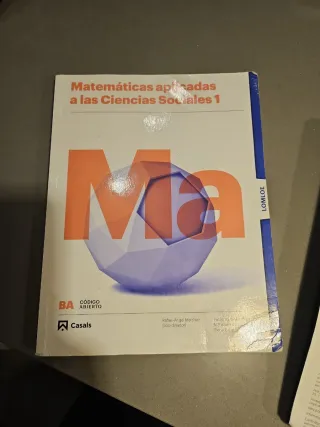 Matemáticas aplicadas
a las Ciencias Sociales 1
Ma
LOMLOE
BA CÓDIGO
ABIERTO
Casals